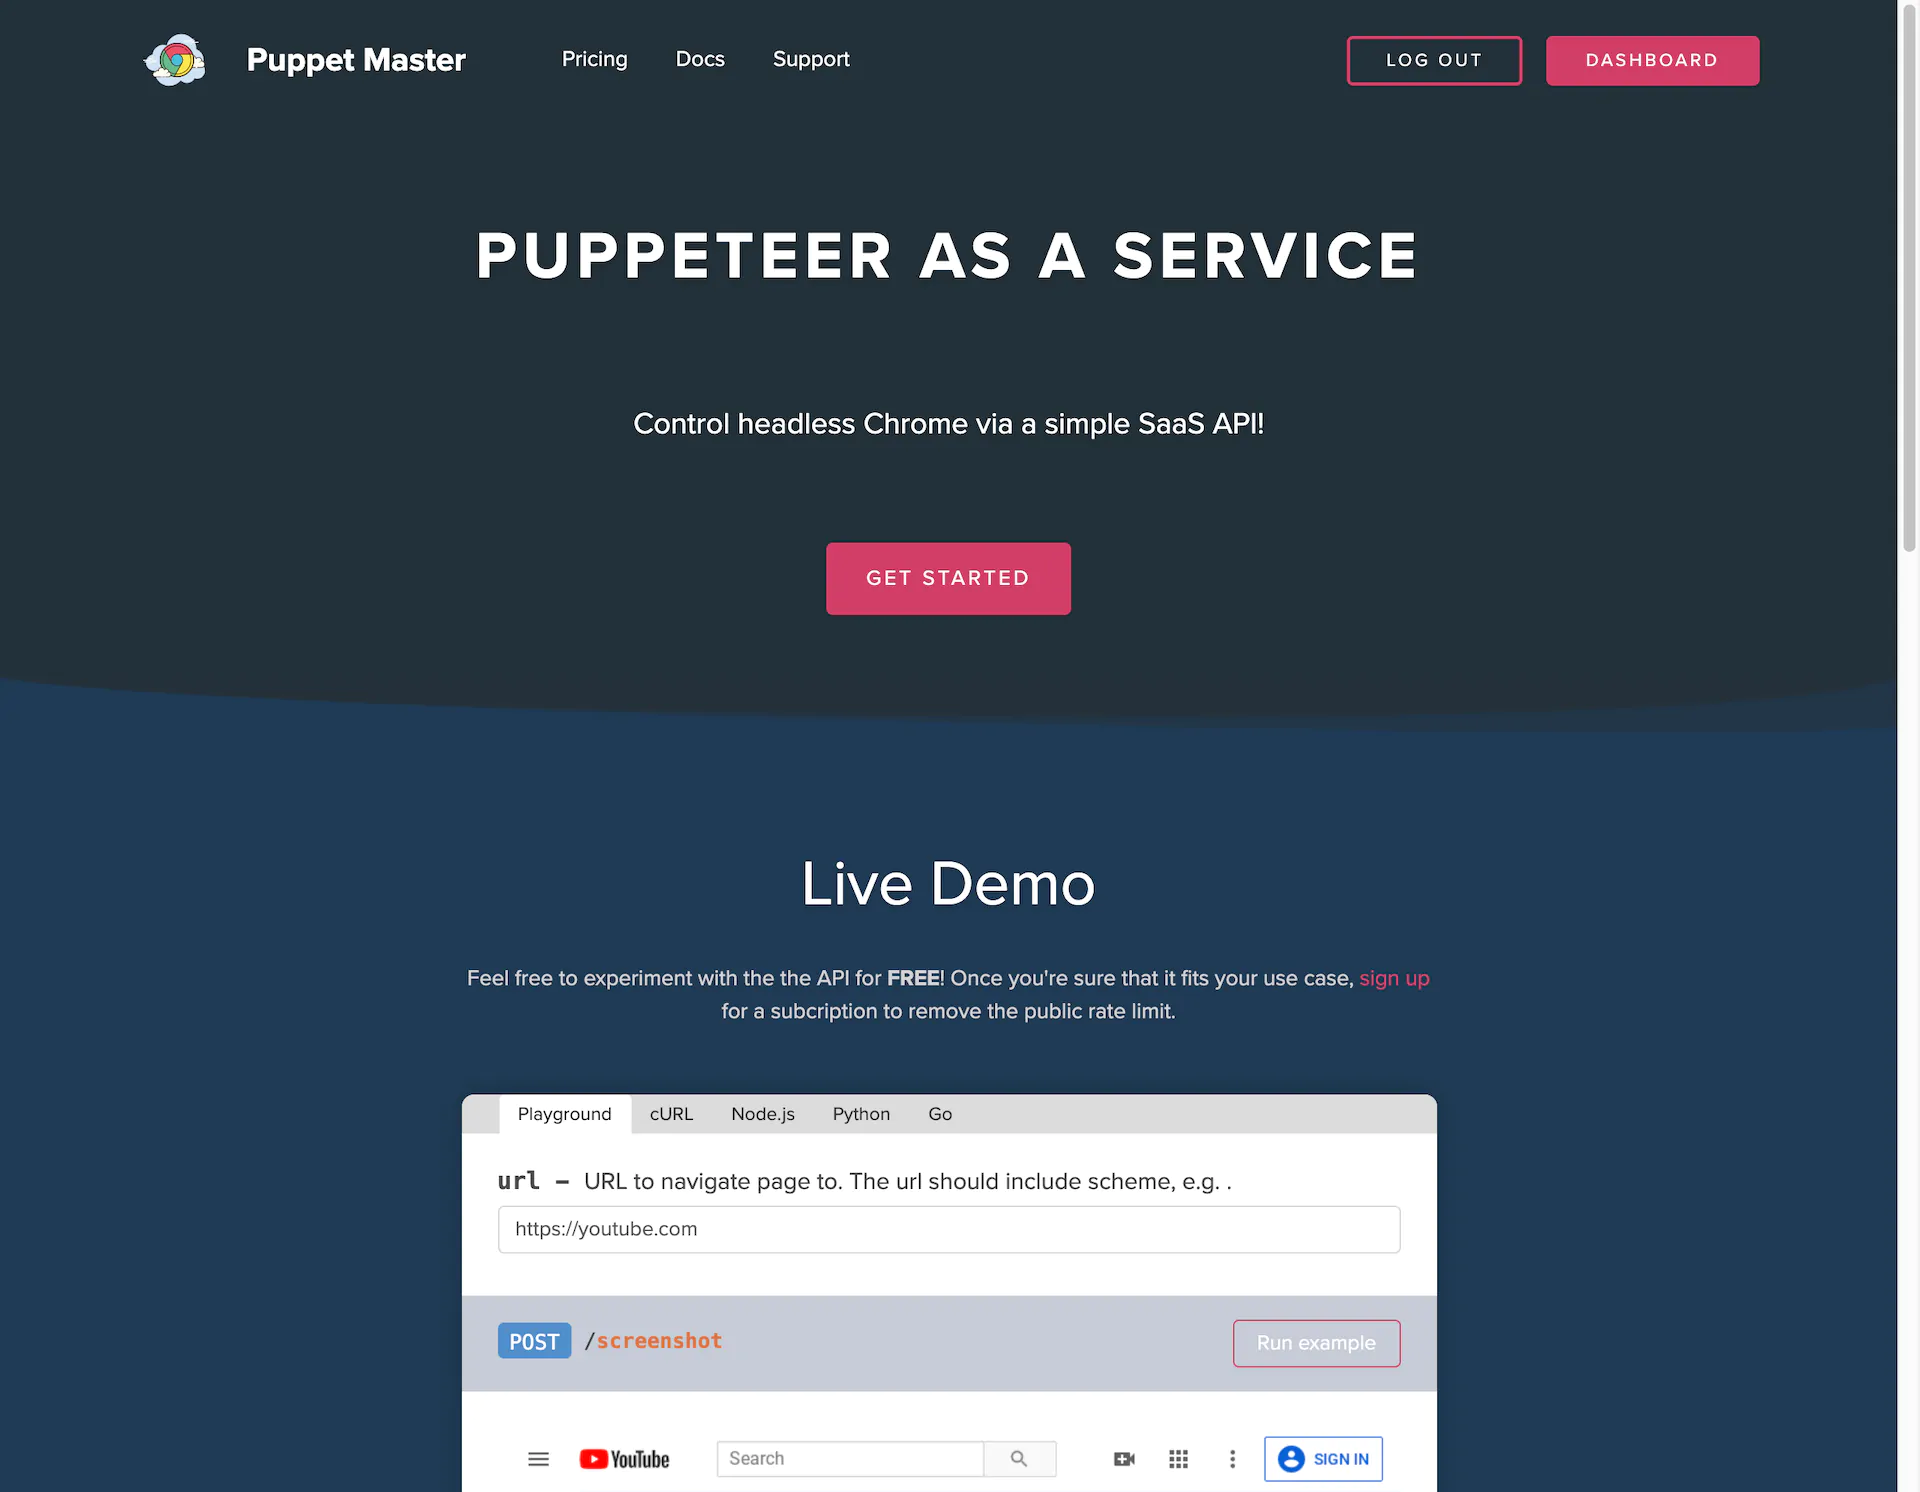 Puppet Master
Pricing
Docs
Support
LOG OUT
DASHBOARD
PUPPETEER AS A SERVICE
Control headless Chrome via a simple SaaS API!
GET STARTED
Live Demo
Feel free to experiment with the the API for FREE! Once you're sure that it fits your use case, sign up
for a subcription to remove the public rate limit.
Playground
cURL
Node.js
Python
Go
url – URL to navigate page to. The url should include scheme, e.g. .
https://youtube.com
POST /screenshot
Run example
YouTube
Search
SIGN IN